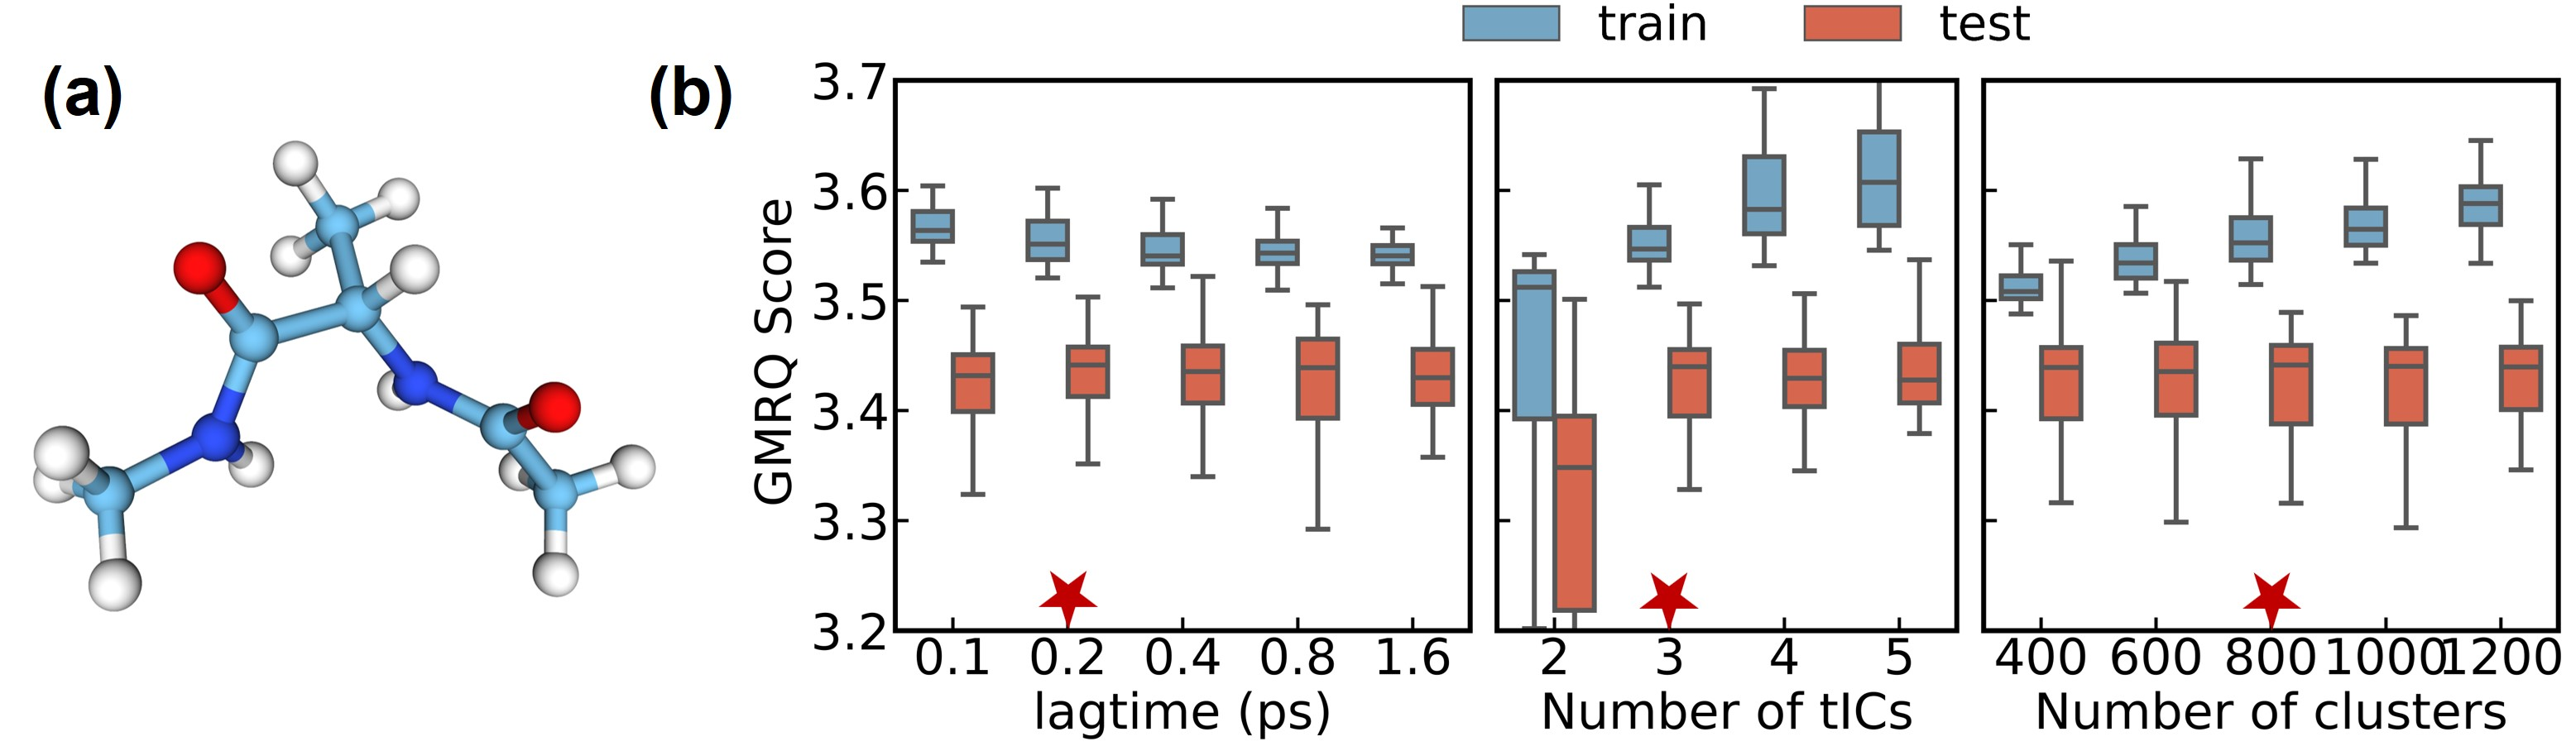 train test
(a)
(b)
GMRQ Score
3.7
3.6
3.5
3.4
3.3
3.2
0.1 0.2 0.4 0.8 1.6
lagtime (ps)
2 3 4 5
Number of tICs
400 600 800 1000 1200
Number of clusters